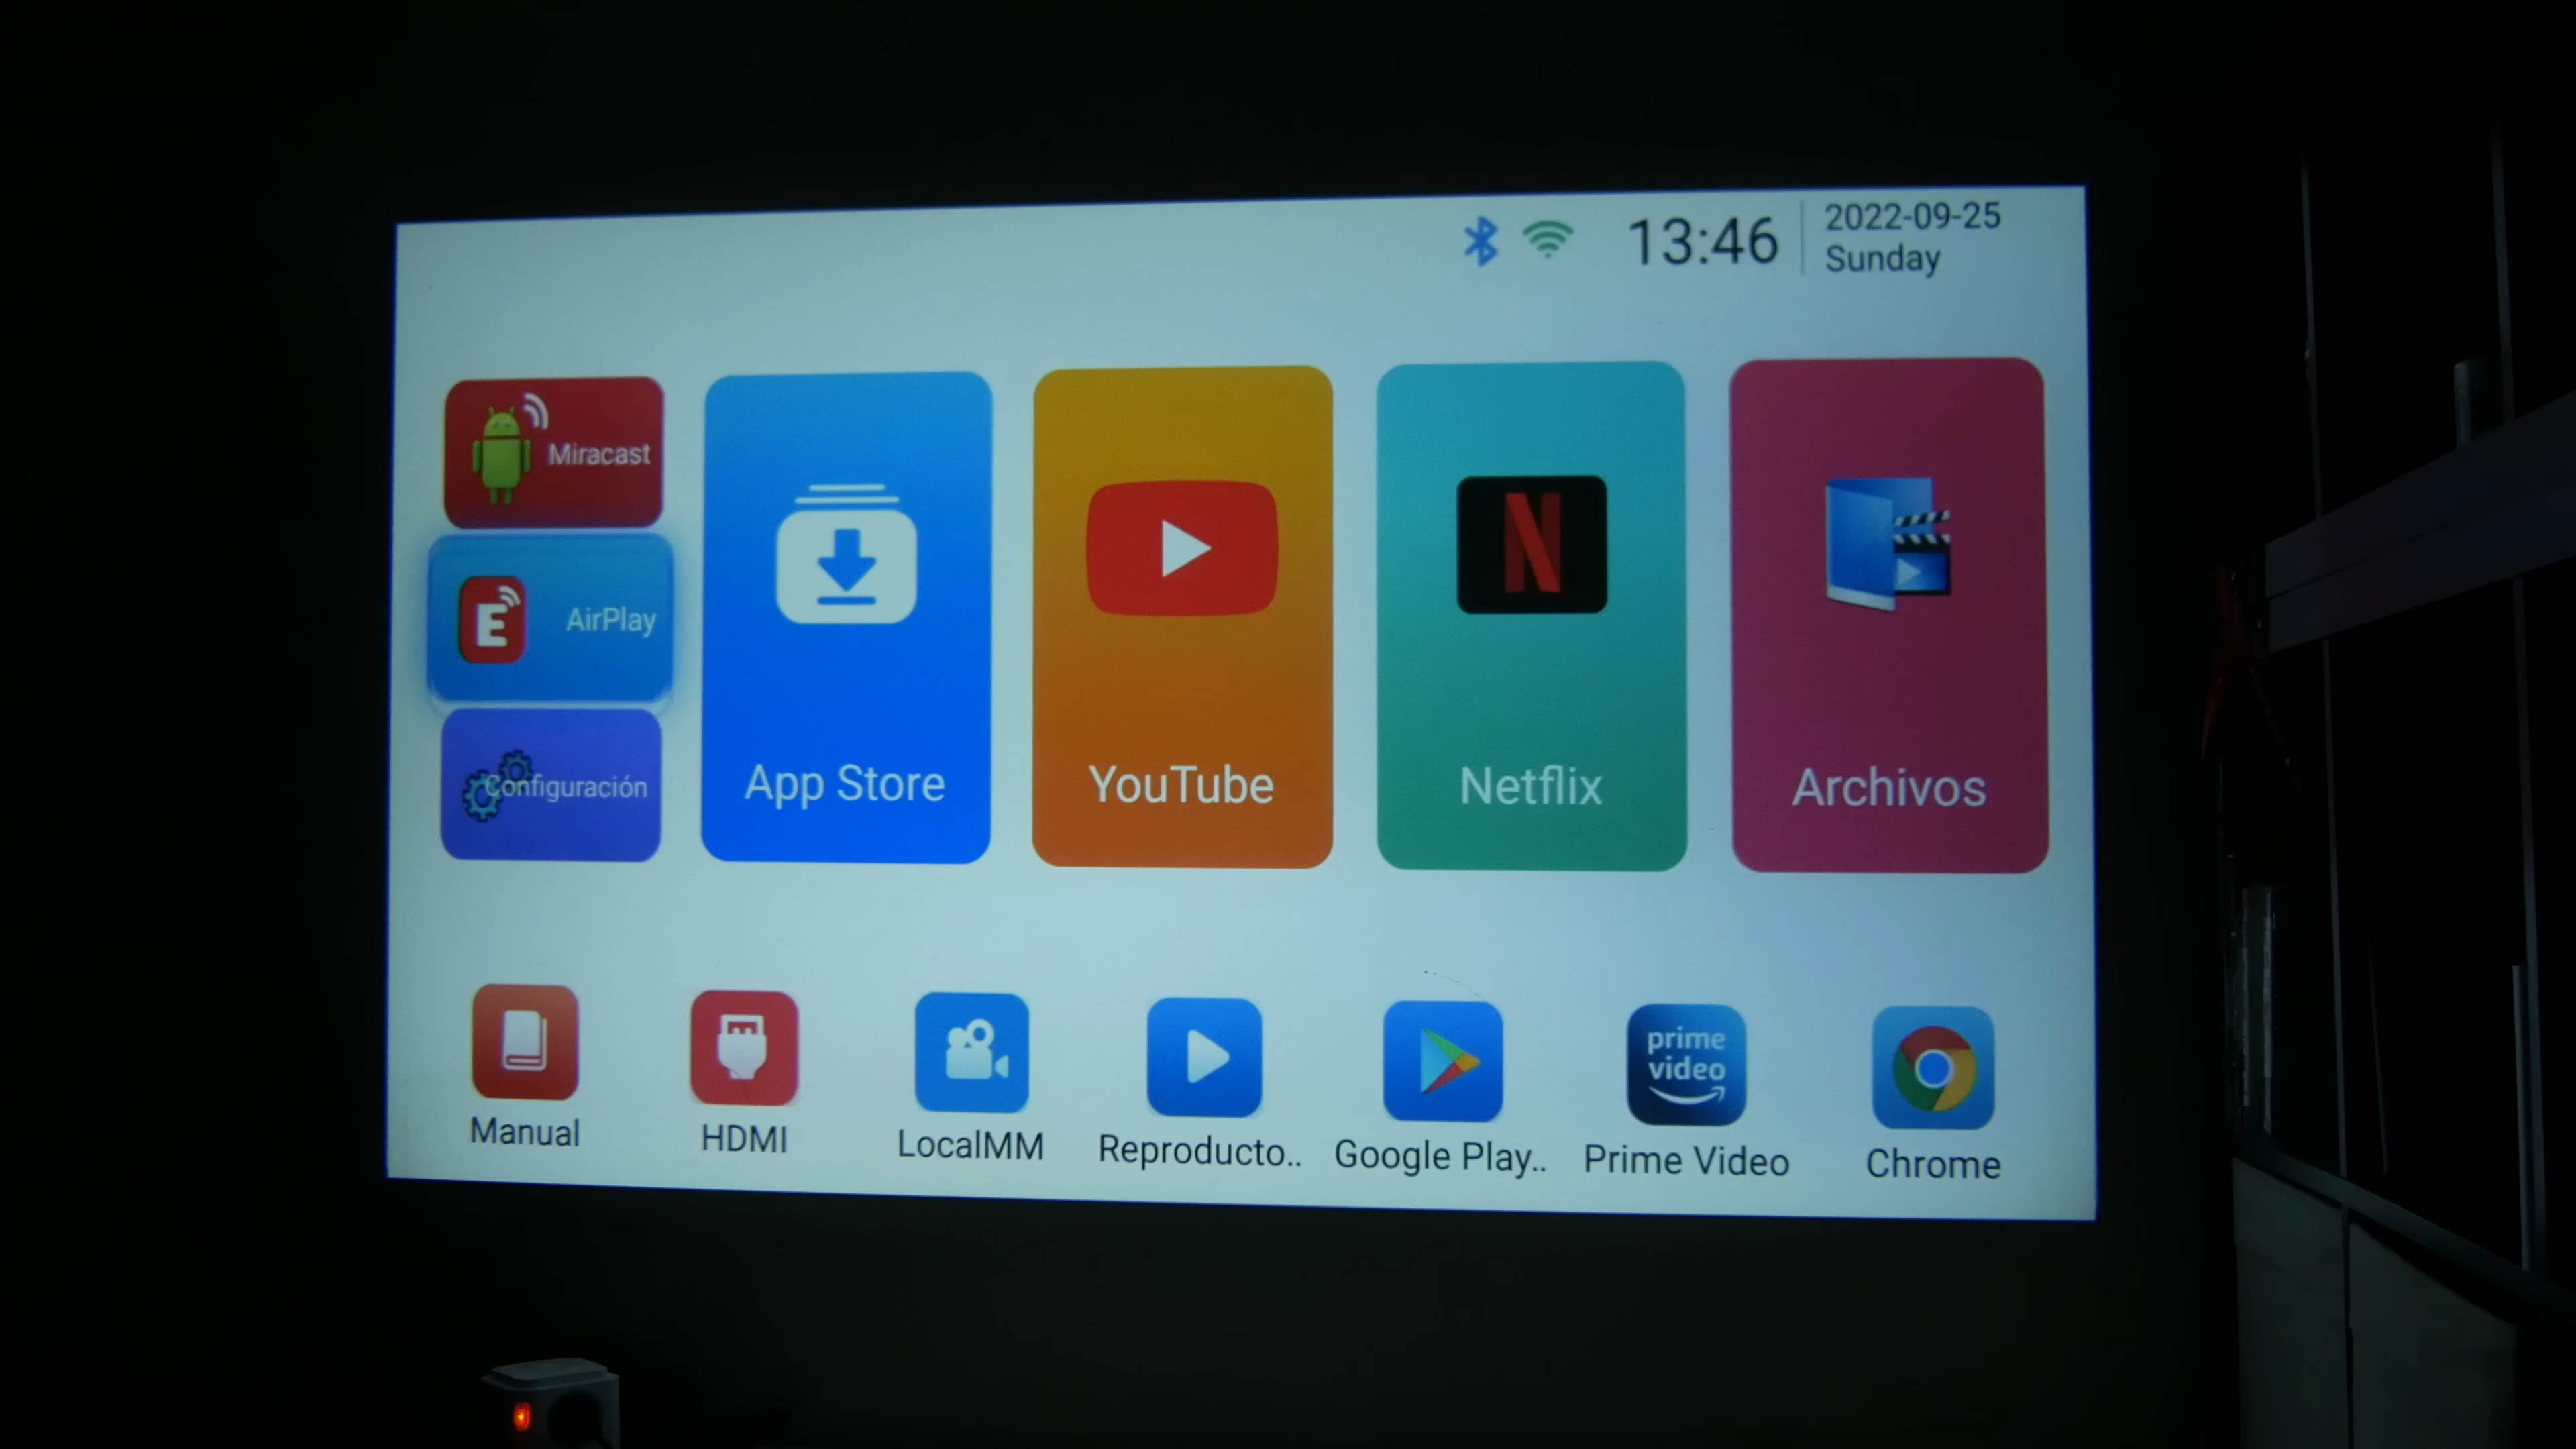 13:46
2022-09-25
Sunday
Miracast
E
AirPlay
Configuración
App Store
YouTube
N
Netflix
Archivos
prime
video
Manual
HDMI
LocalMM
Reproducto..
Google Play..
Prime Video
Chrome